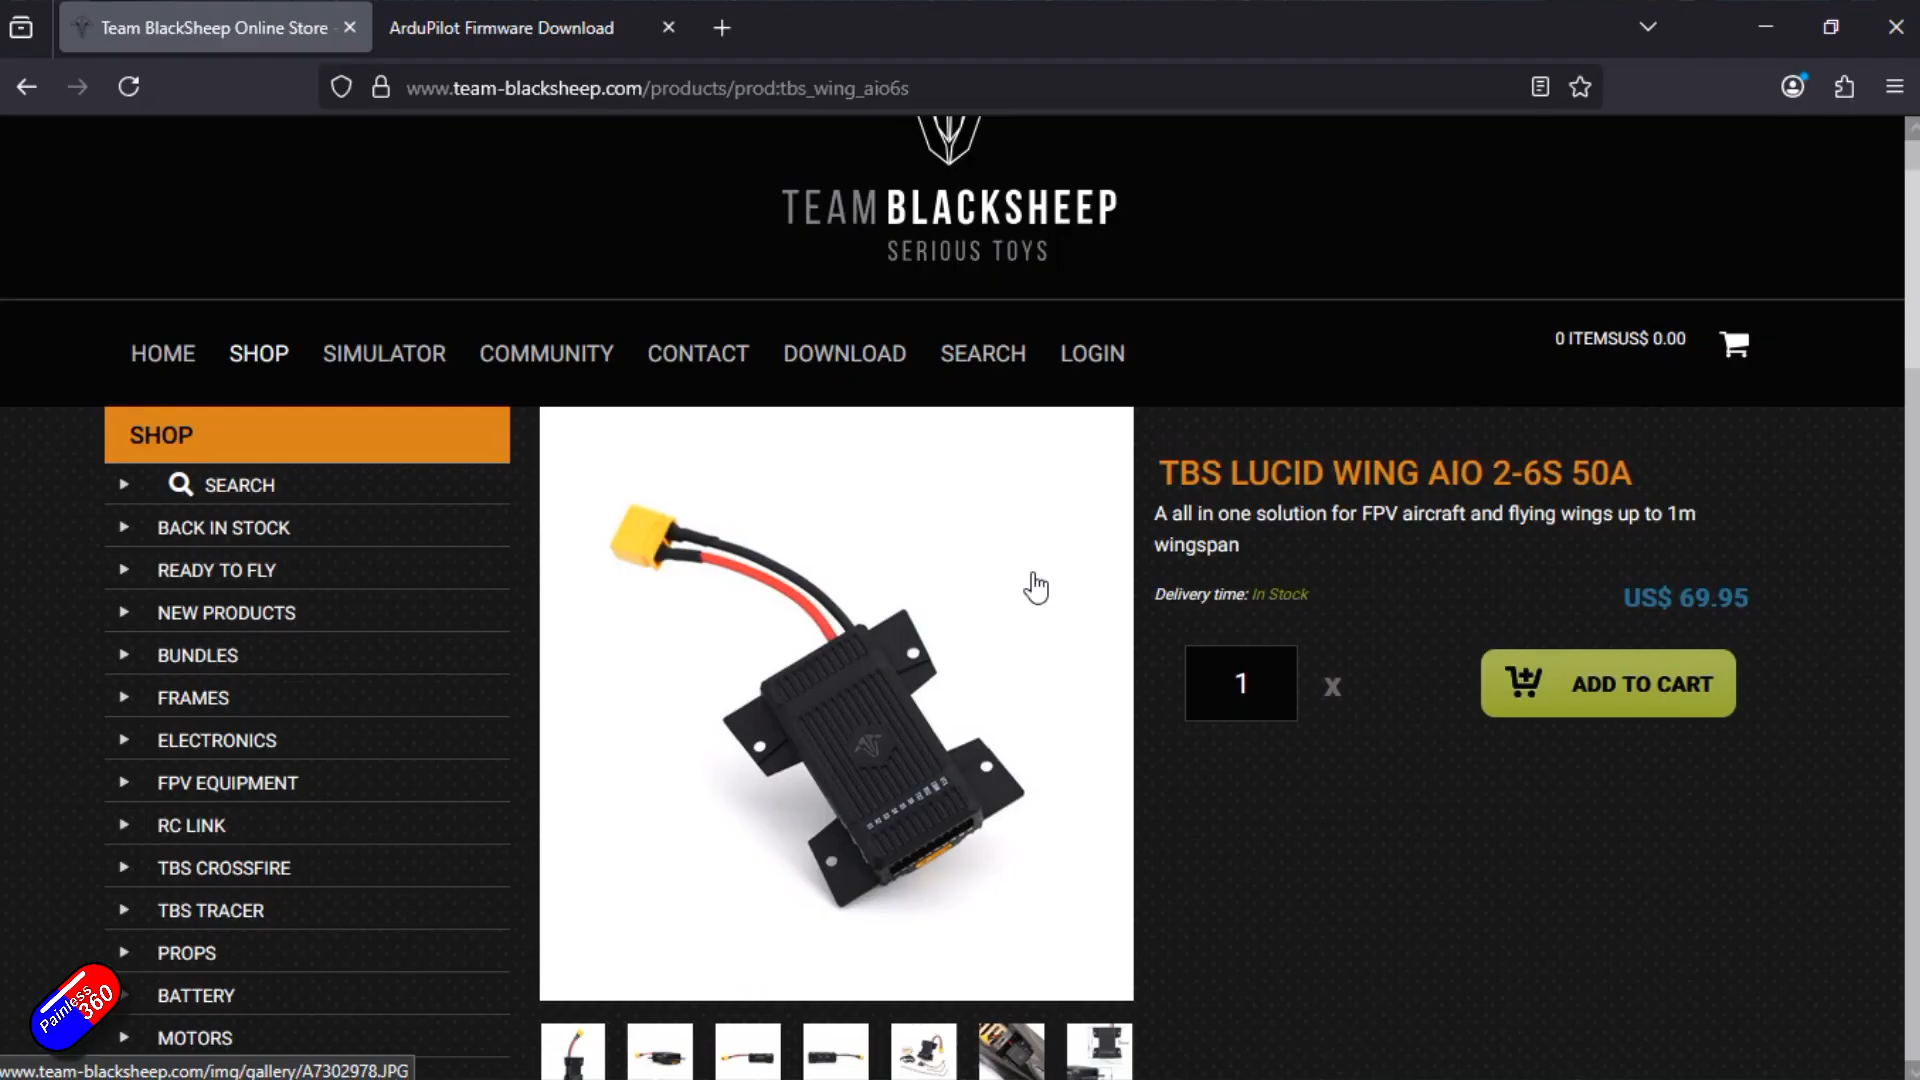 Team BlackSheep Online Store
ArduPilot Firmware Download
www.team-blacksheep.com/products/prod:tbs_wing_aio6s
TEAM BLACKSHEEP
SERIOUS TOYS
HOME
SHOP
SIMULATOR
COMMUNITY
CONTACT
DOWNLOAD
SEARCH
LOGIN
0 ITEMSUS$ 0.00
SHOP
SEARCH
BACK IN STOCK
READY TO FLY
NEW PRODUCTS
BUNDLES
FRAMES
ELECTRONICS
FPV EQUIPMENT
RC LINK
TBS CROSSFIRE
TBS TRACER
PROPS
BATTERY
MOTORS
TBS LUCID WING AIO 2-6S 50A
A all in one solution for FPV aircraft and flying wings up to 1m
wingspan
Delivery time: In Stock
US$ 69.95
1
x
ADD TO CART
Painless
360
www.team-blacksheep.com/img/gallery/A7302978.JPG